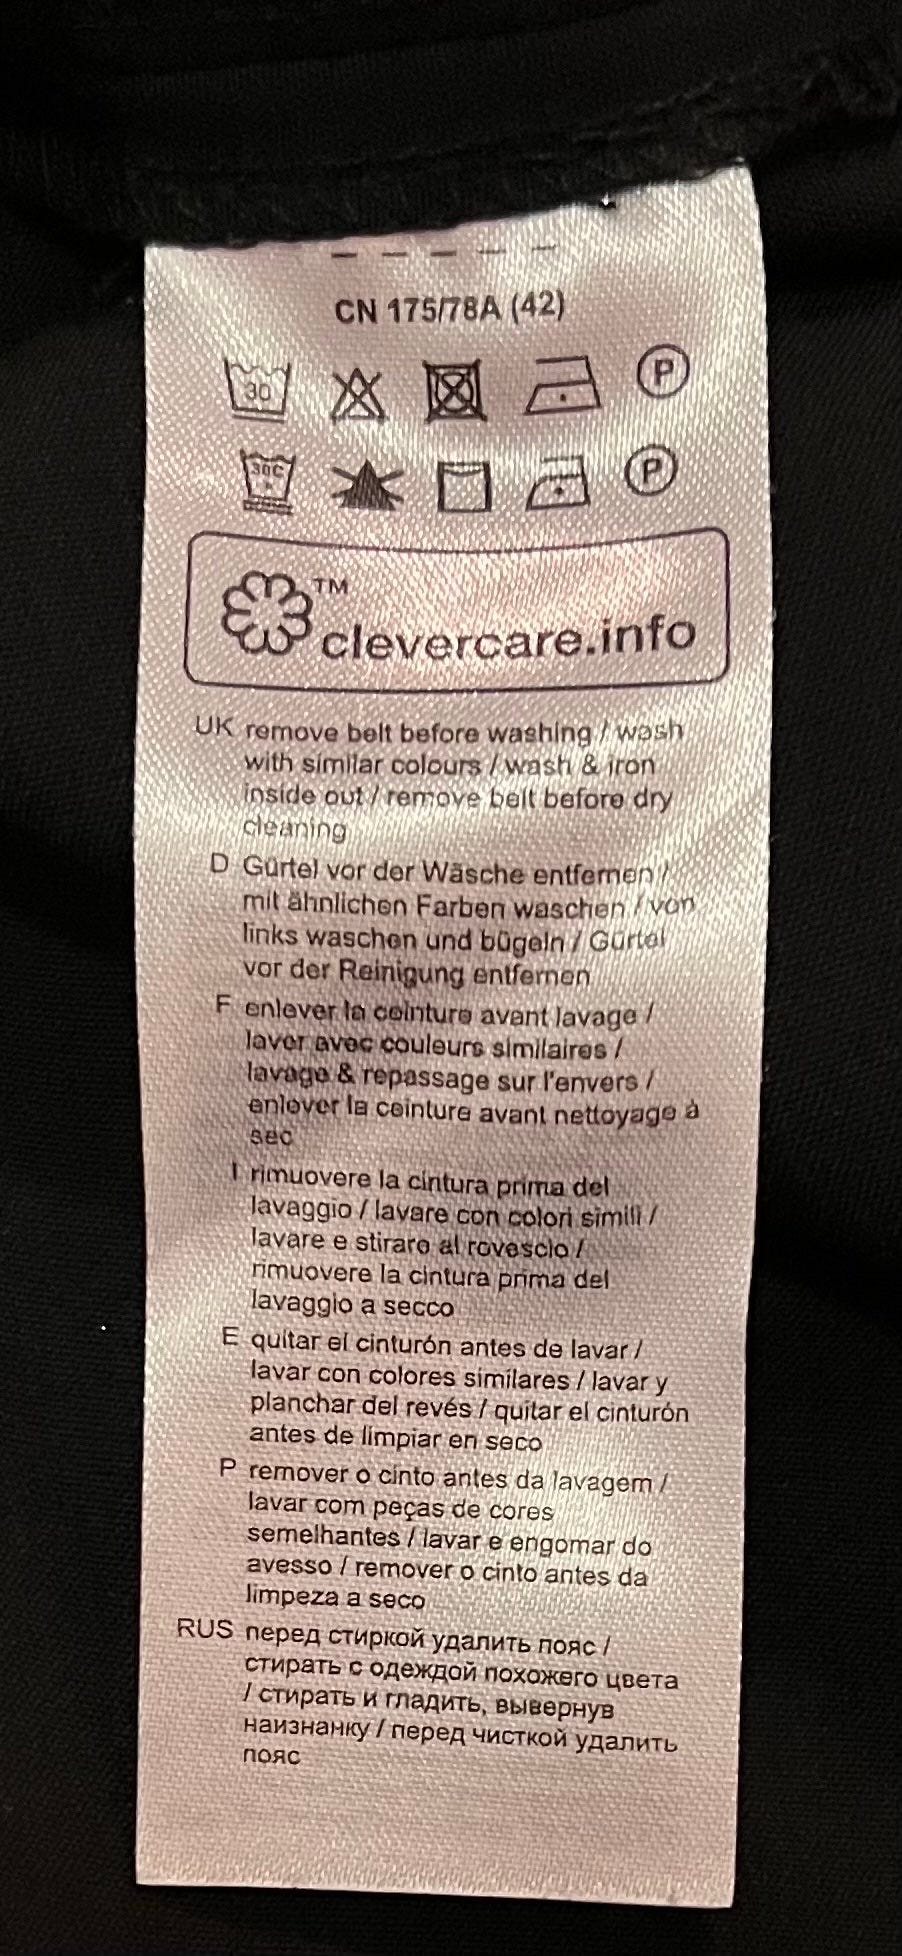 CN 175/78A (42)
30 P
30C P
™
clevercare.info
UK remove belt before washing / wash
with similar colours / wash & iron
inside out / remove belt before dry
cleaning
D Gürtel vor der Wäsche entfernen /
mit ähnlichen Farben waschen / von
links waschen und bügeln / Gürtel
vor der Reinigung entfernen
F enlever la ceinture avant lavage /
laver avec couleurs similaires /
lavage & repassage sur l'envers /
enlever la ceinture avant nettoyage à
sec
I rimuovere la cintura prima del
lavaggio / lavare con colori simili /
lavare e stirare al rovescio /
rimuovere la cintura prima del
lavaggio a secco
E quitar el cinturón antes de lavar /
lavar con colores similares / lavar y
planchar del revés / quitar el cinturón
antes de limpiar en seco
P remover o cinto antes da lavagem /
lavar com peças de cores
semelhantes / lavar e engomar do
avesso / remover o cinto antes da
limpeza a seco
RUS перед стиркой удалить пояс /
стирать с одеждой похожего цвета
/ стирать и гладить, вывернув
наизнанку / перед чисткой удалить
пояс